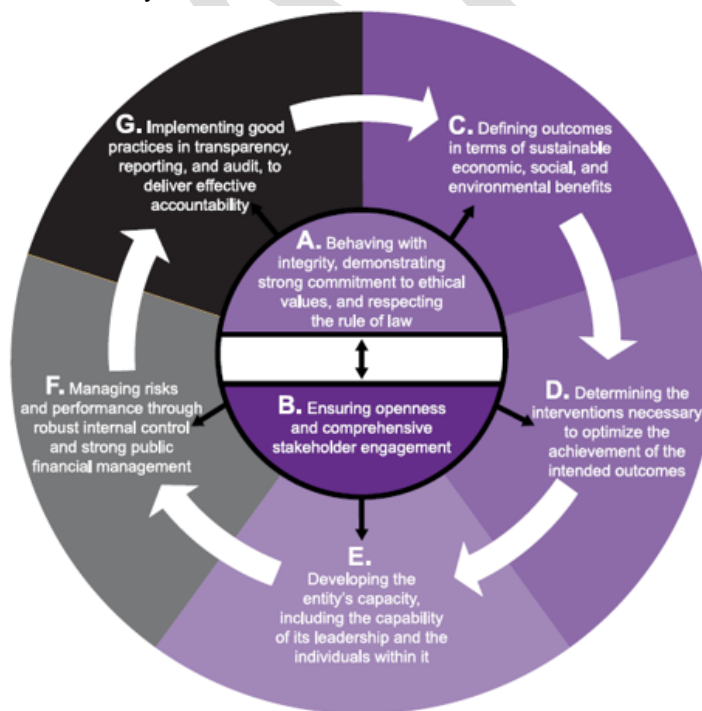 G. Implementing good
practices in transparency,
reporting, and audit, to
deliver effective
accountability
C. Defining outcomes
in terms of sustainable
economic, social, and
environmental benefits
A. Behaving with
integrity, demonstrating
strong commitment to ethical
values, and respecting
the rule of law
B. Ensuring openness
and comprehensive
stakeholder engagement
D. Determining the
interventions necessary
to optimize the
achievement of the
intended outcomes
F. Managing risks
and performance through
robust internal control
and strong public
financial management
E.
Developing the
entity's capacity,
including the capability
of its leadership and the
individuals within it